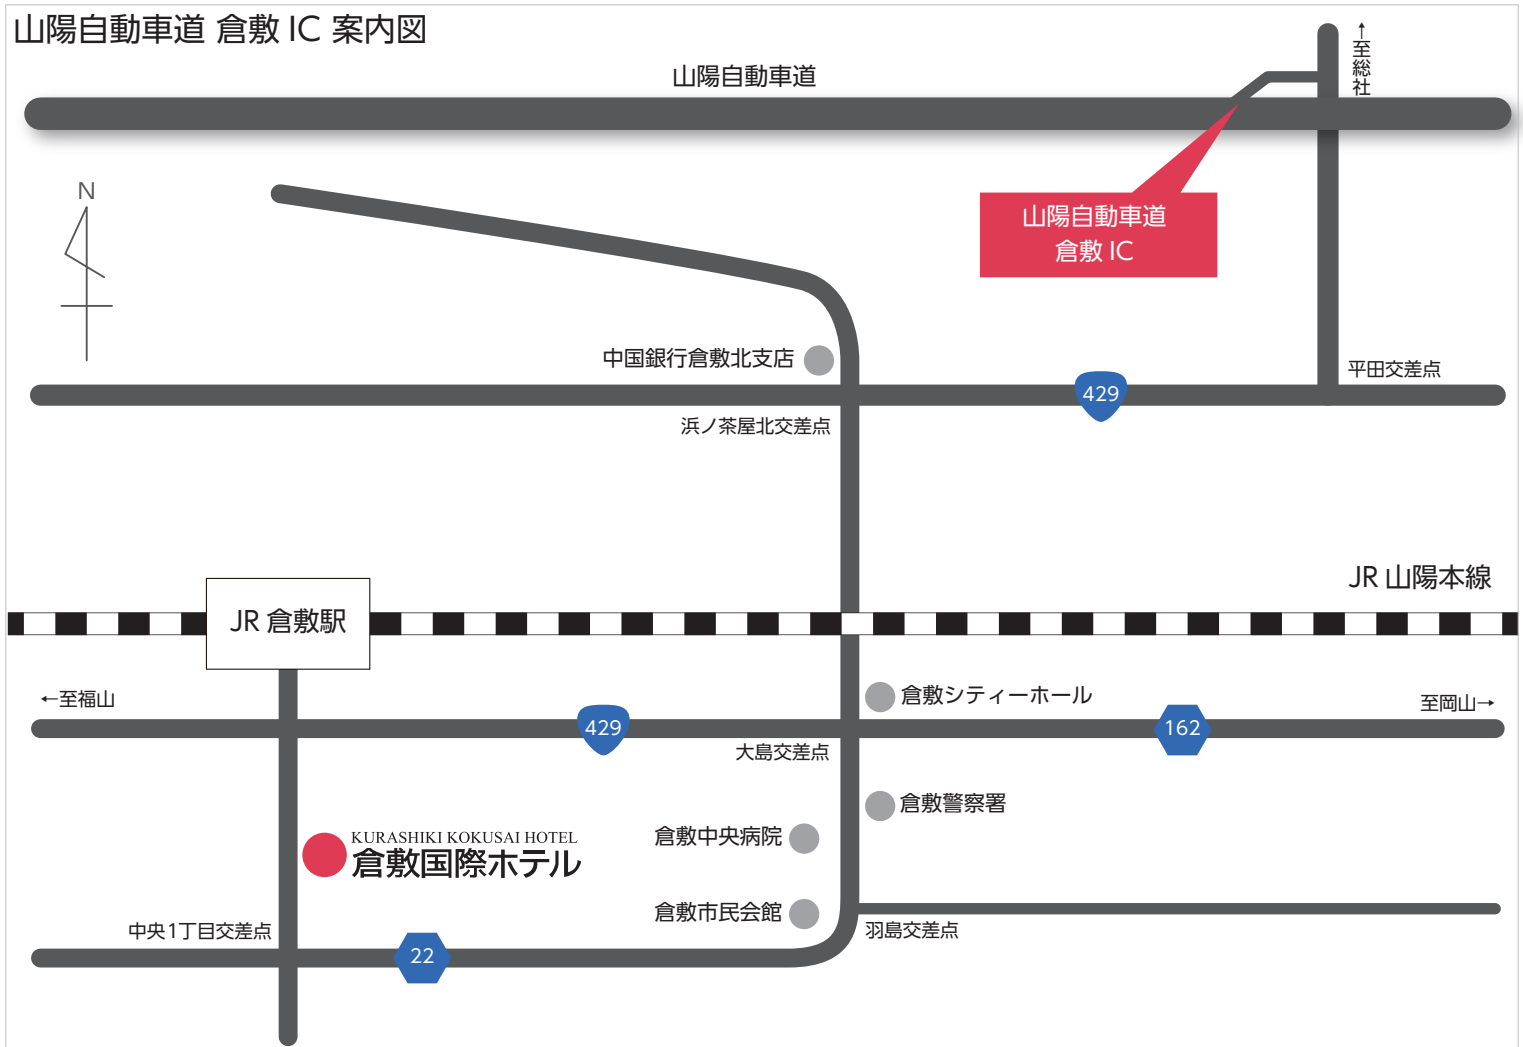 山陽自動車道 倉敷 IC 案内図
山陽自動車道
↑至総社
N
山陽自動車道
倉敷 IC
中国銀行倉敷北支店
平田交差点
429
浜ノ茶屋北交差点
JR 山陽本線
JR 倉敷駅
←至福山
倉敷シティーホール
至岡山→
429
162
大島交差点
倉敷警察署
KURASHIKI KOKUSAI HOTEL
倉敷国際ホテル
倉敷中央病院
倉敷市民会館
中央1丁目交差点
羽島交差点
22